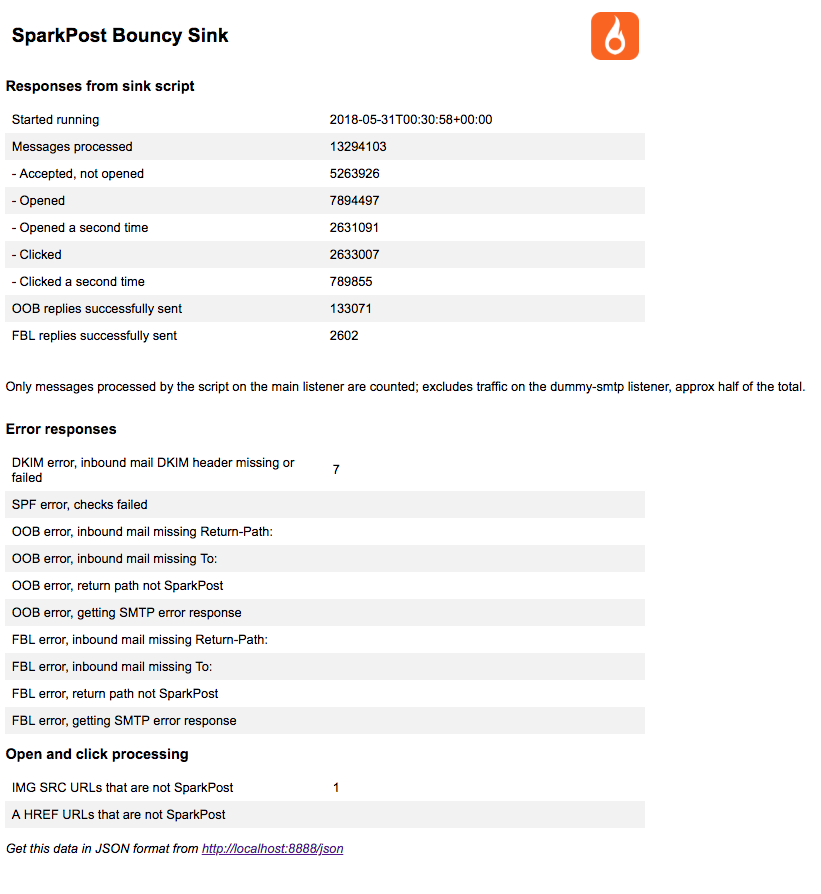 SparkPost Bouncy Sink
Responses from sink script
Started running 2018-05-31T00:30:58+00:00
Messages processed 13294103
- Accepted, not opened 5263926
- Opened 7894497
- Opened a second time 2631091
- Clicked 2633007
- Clicked a second time 789855
OOB replies successfully sent 133071
FBL replies successfully sent 2602
Only messages processed by the script on the main listener are counted; excludes traffic on the dummy-smtp listener, approx half of the total.
Error responses
DKIM error, inbound mail DKIM header missing or
failed 7
SPF error, checks failed
OOB error, inbound mail missing Return-Path:
OOB error, inbound mail missing To:
OOB error, return path not SparkPost
OOB error, getting SMTP error response
FBL error, inbound mail missing Return-Path:
FBL error, inbound mail missing To:
FBL error, return path not SparkPost
FBL error, getting SMTP error response
Open and click processing
IMG SRC URLs that are not SparkPost 1
A HREF URLs that are not SparkPost
Get this data in JSON format from http://localhost:8888/json